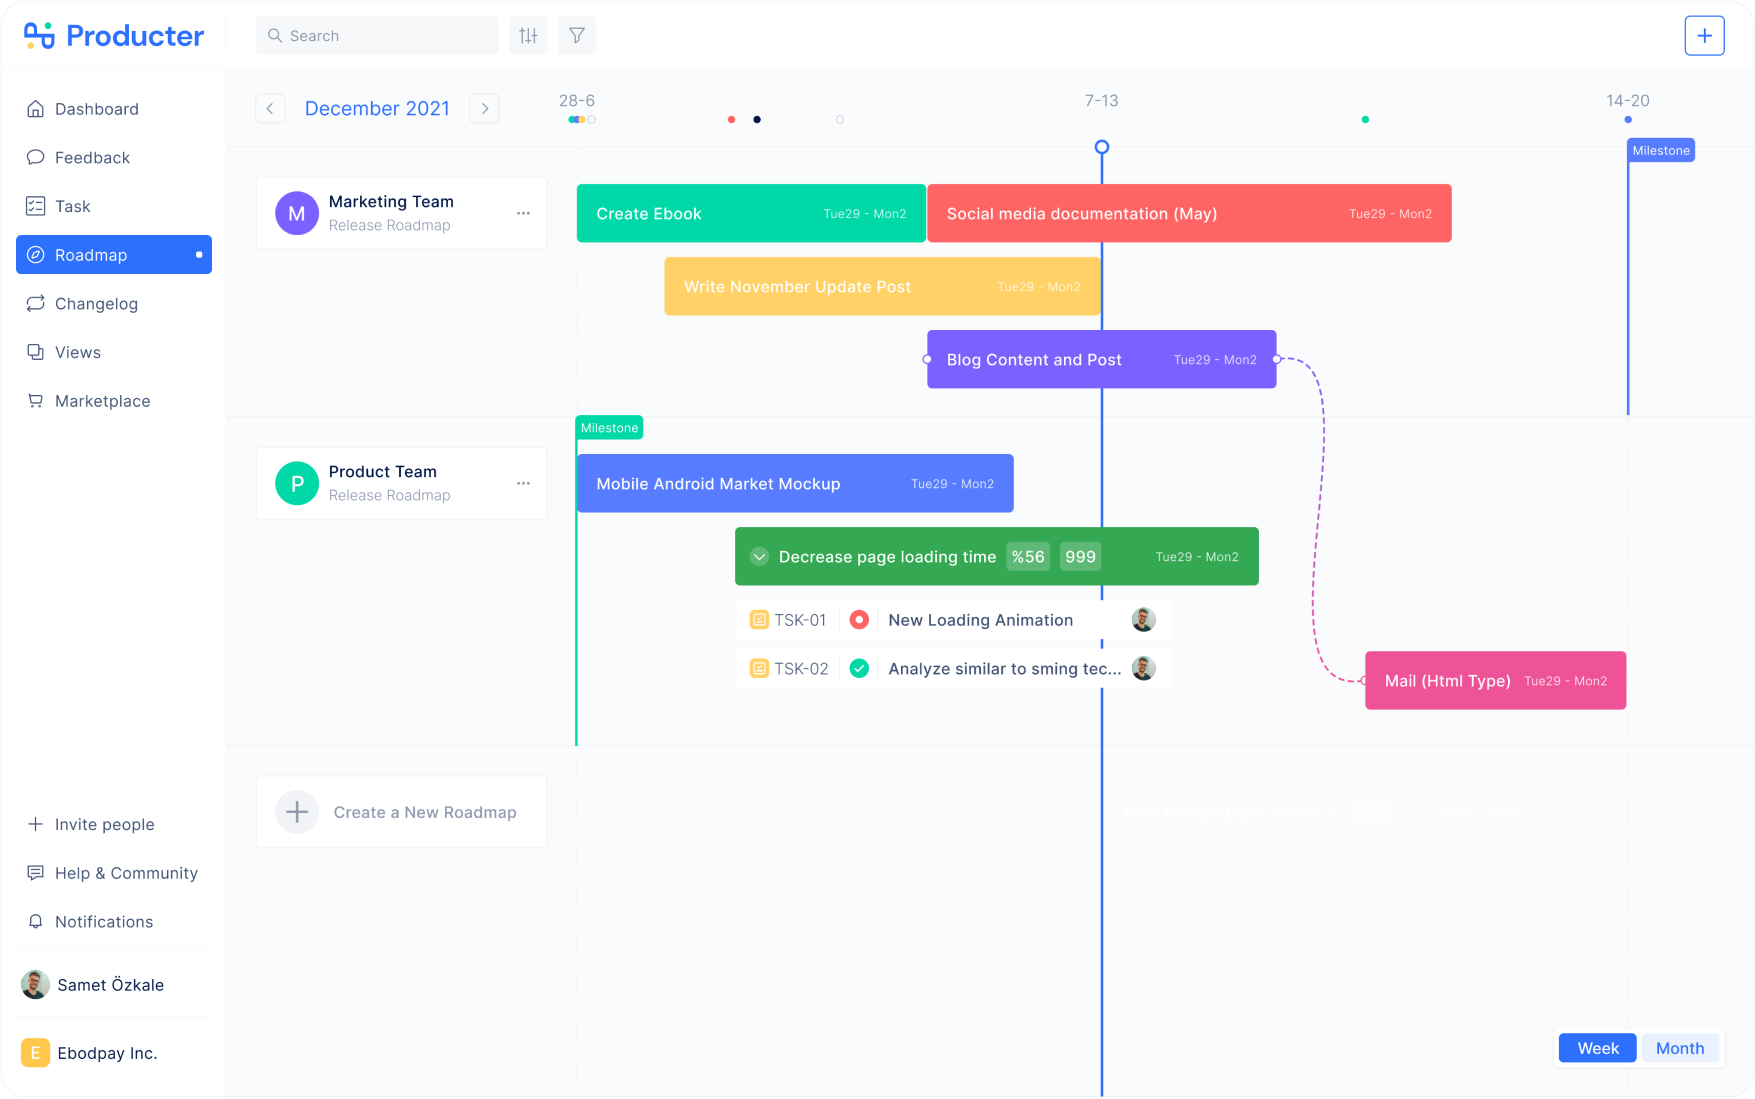 Producter
Search
Dashboard
Feedback
Task
Roadmap
Changelog
Views
Marketplace
Invite people
Help & Community
Notifications
Samet Özkale
E
Ebodpay Inc.
December 2021
28-6
7-13
14-20
Milestone
M
Marketing Team
Release Roadmap
Create Ebook
Tue29 - Mon2
Social media documentation (May)
Tue29 - Mon2
Write November Update Post
Tue29 - Mon2
Blog Content and Post
Tue29 - Mon2
Milestone
P
Product Team
Release Roadmap
Mobile Android Market Mockup
Tue29 - Mon2
Decrease page loading time
%56
999
Tue29 - Mon2
TSK-01
New Loading Animation
TSK-02
Analyze similar to sming tec...
Mail (Html Type)
Tue29 - Mon2
Create a New Roadmap
Week
Month